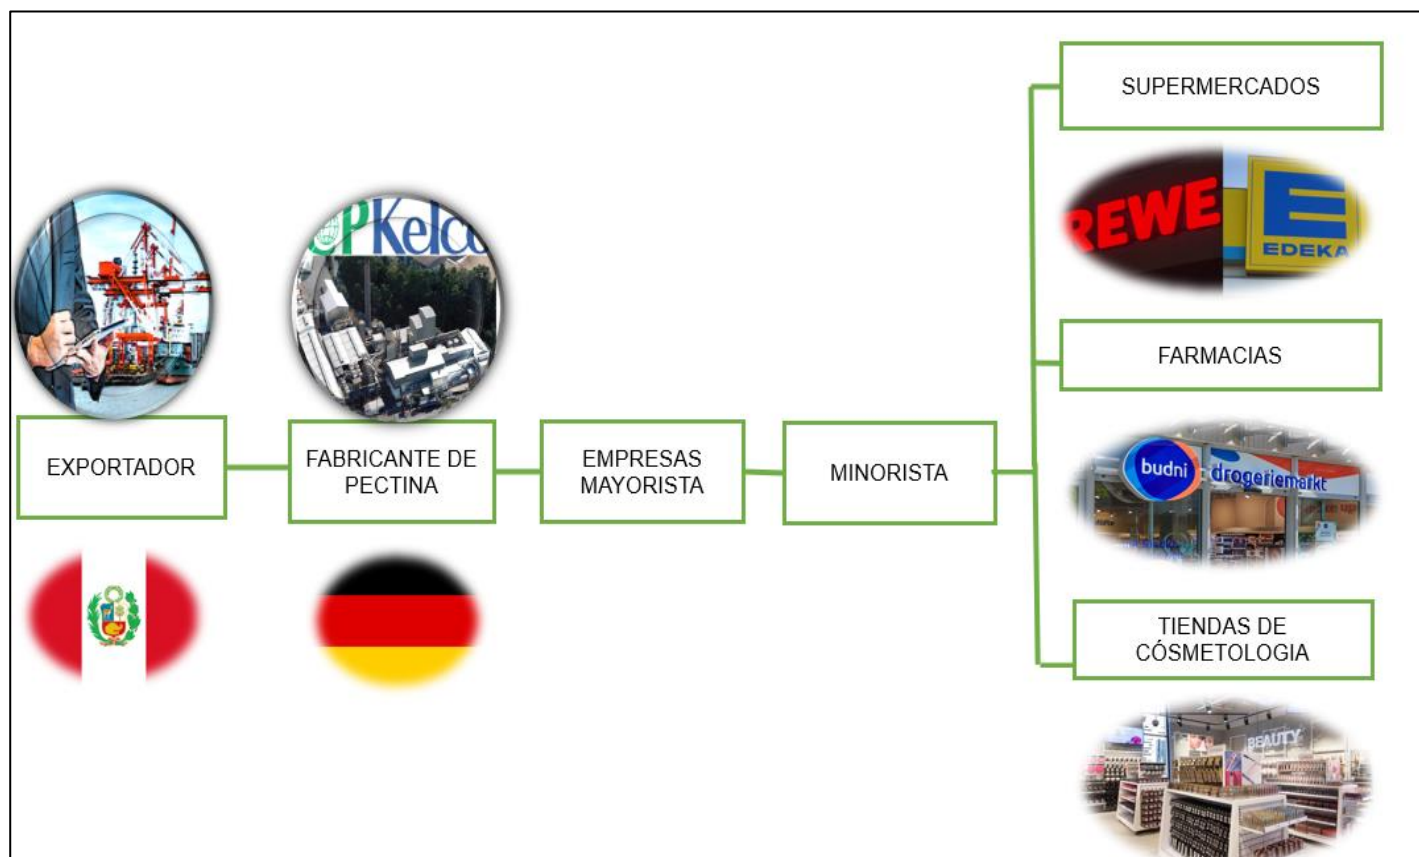 SUPERMERCADOS
REWE
EDEKA
CPKelco
EXPORTADOR
FABRICANTE DE
PECTINA
EMPRESAS
MAYORISTA
MINORISTA
FARMACIAS
budni
drogeriemarkt
TIENDAS DE
CÓSMETOLOGIA
BEAUTY